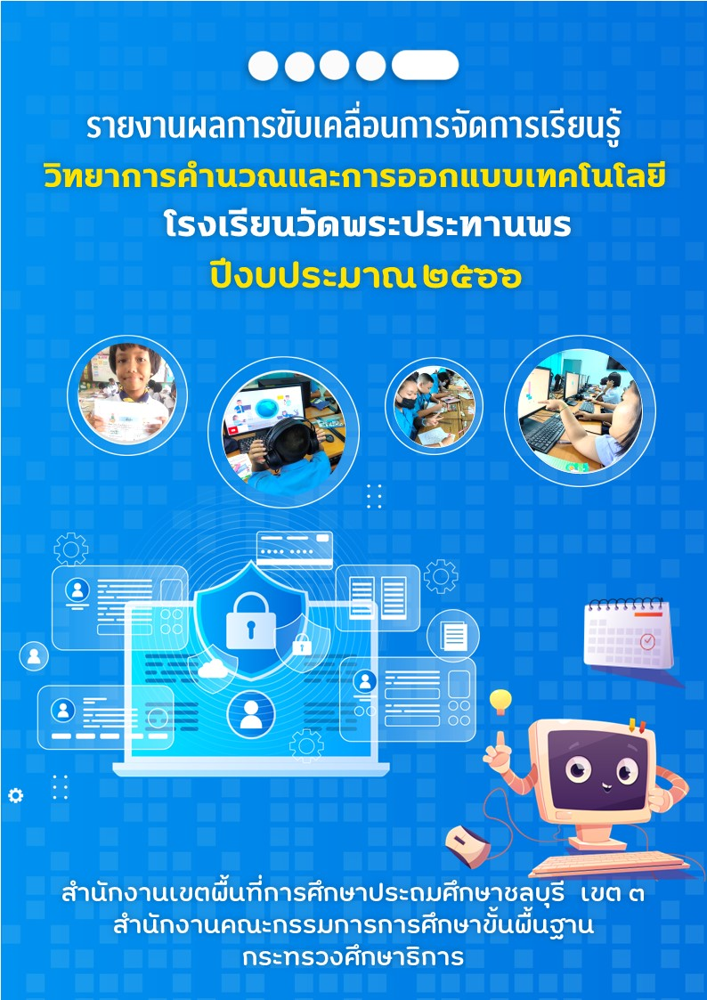 รายงานผลการขับเคลื่อนการจัดการเรียนรู้
วิทยาการคำนวณและการออกแบบเทคโนโลยี
โรงเรียนวัดพระประทานพร
ปีงบประมาณ ๒๕๖๖
สำนักงานเขตพื้นที่การศึกษาประถมศึกษาชลบุรี เขต ๓
สำนักงานคณะกรรมการการศึกษาขั้นพื้นฐาน
กระทรวงศึกษาธิการ